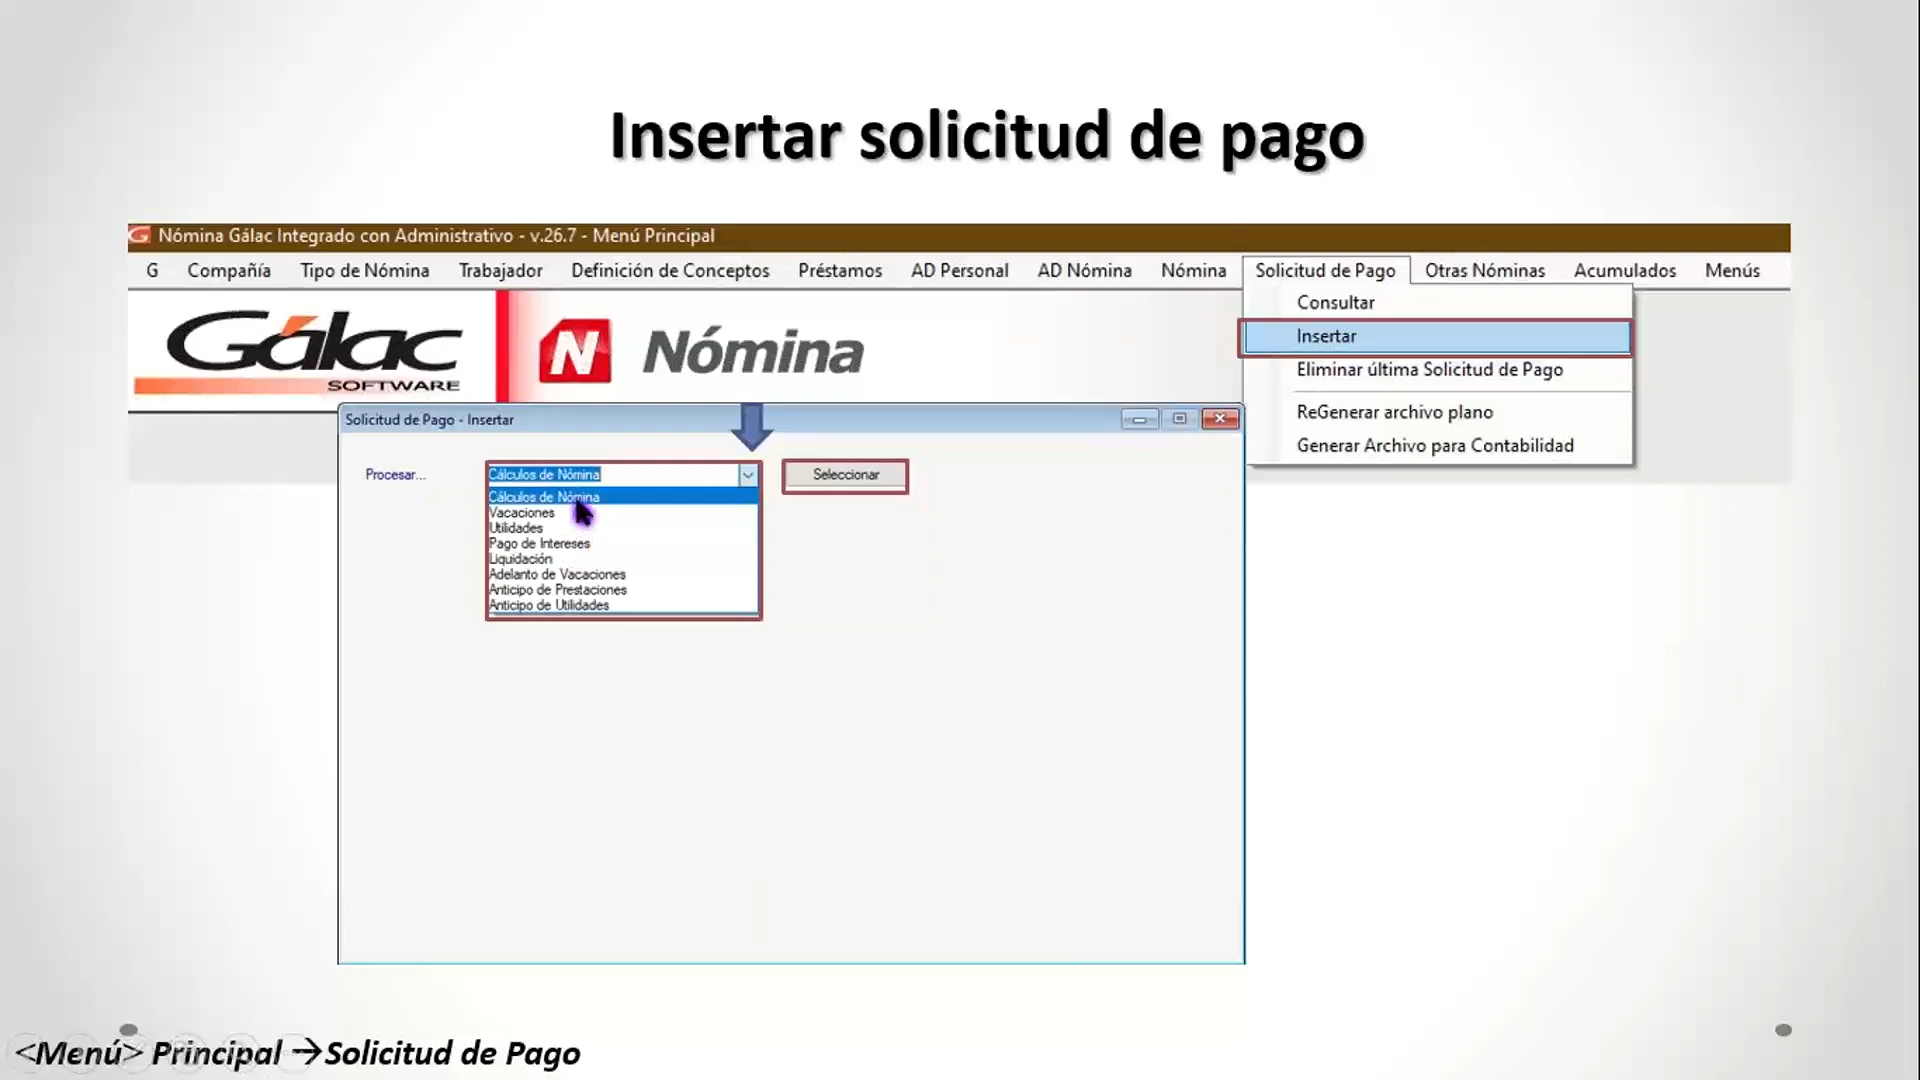 Insertar solicitud de pago
Nómina Gálac Integrado con Administrativo - v.26.7 - Menú Principal
G Compañía Tipo de Nómina Trabajador Definición de Conceptos Préstamos AD Personal AD Nómina Nómina Solicitud de Pago Otras Nóminas Acumulados Menús
Gálac
SOFTWARE
N Nómina
Consultar
Insertar
Eliminar última Solicitud de Pago
ReGenerar archivo plano
Generar Archivo para Contabilidad
Solicitud de Pago - Insertar
Procesar... Cálculos de Nómina Seleccionar
Cálculos de Nómina
Vacaciones
Utilidades
Pago de Intereses
Liquidación
Adelanto de Vacaciones
Anticipo de Prestaciones
Anticipo de Utilidades
<Menú> Principal →Solicitud de Pago